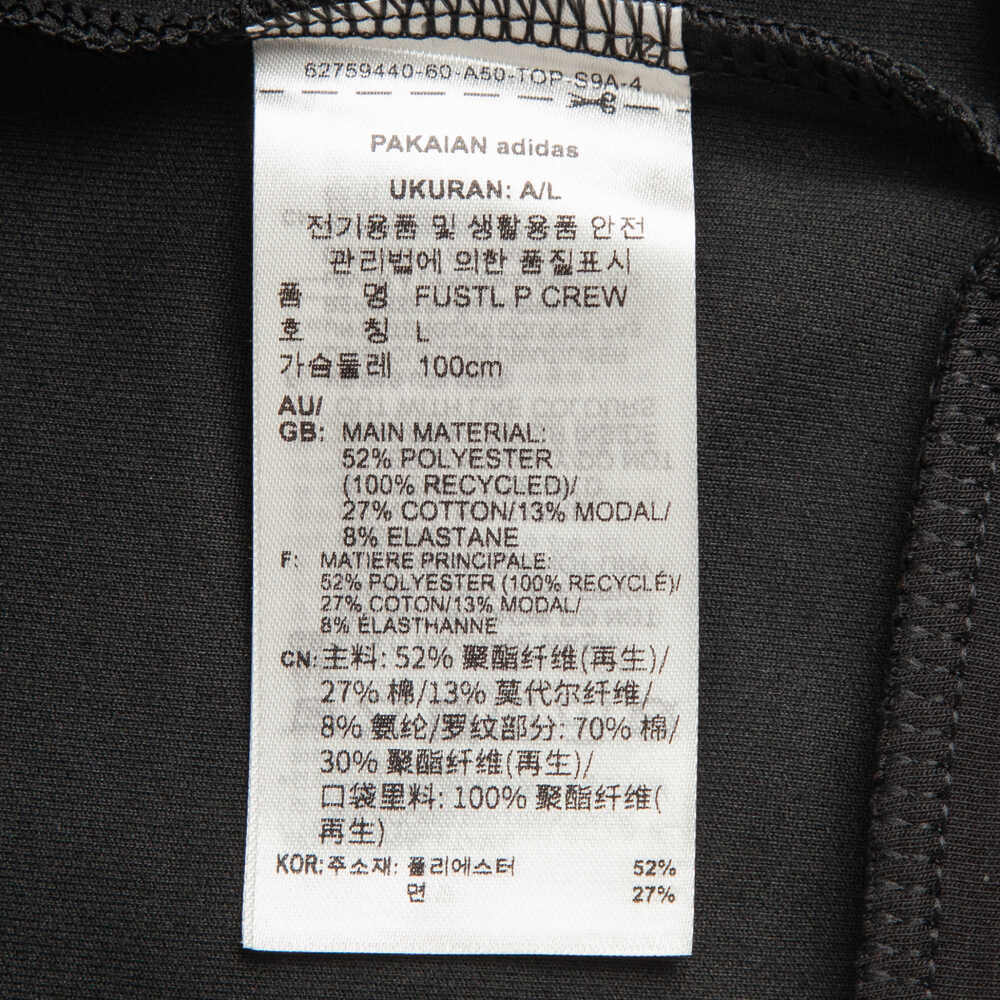 62759440-60-A50-TOP-S9A-4
PAKAIAN adidas
UKURAN: A/L
전기용품 및 생활용품 안전
관리법에 의한 품질표시
품 명 FUSTL P CREW
호 칭 L
가슴둘레 100cm
AU/
GB: MAIN MATERIAL:
52% POLYESTER
(100% RECYCLED)/
27% COTTON/13% MODAL/
8% ELASTANE
F: MATIERE PRINCIPALE:
52% POLYESTER (100% RECYCLÉ)/
27% COTON/13% MODAL/
8% ÉLASTHANNE
CN: 主料: 52% 聚酯纤维(再生)/
27% 棉/13% 莫代尔纤维/
8% 氨纶/罗纹部分: 70% 棉/
30% 聚酯纤维(再生)/
口袋里料: 100% 聚酯纤维(
再生)
KOR: 주소재: 폴리에스터 52%
면 27%